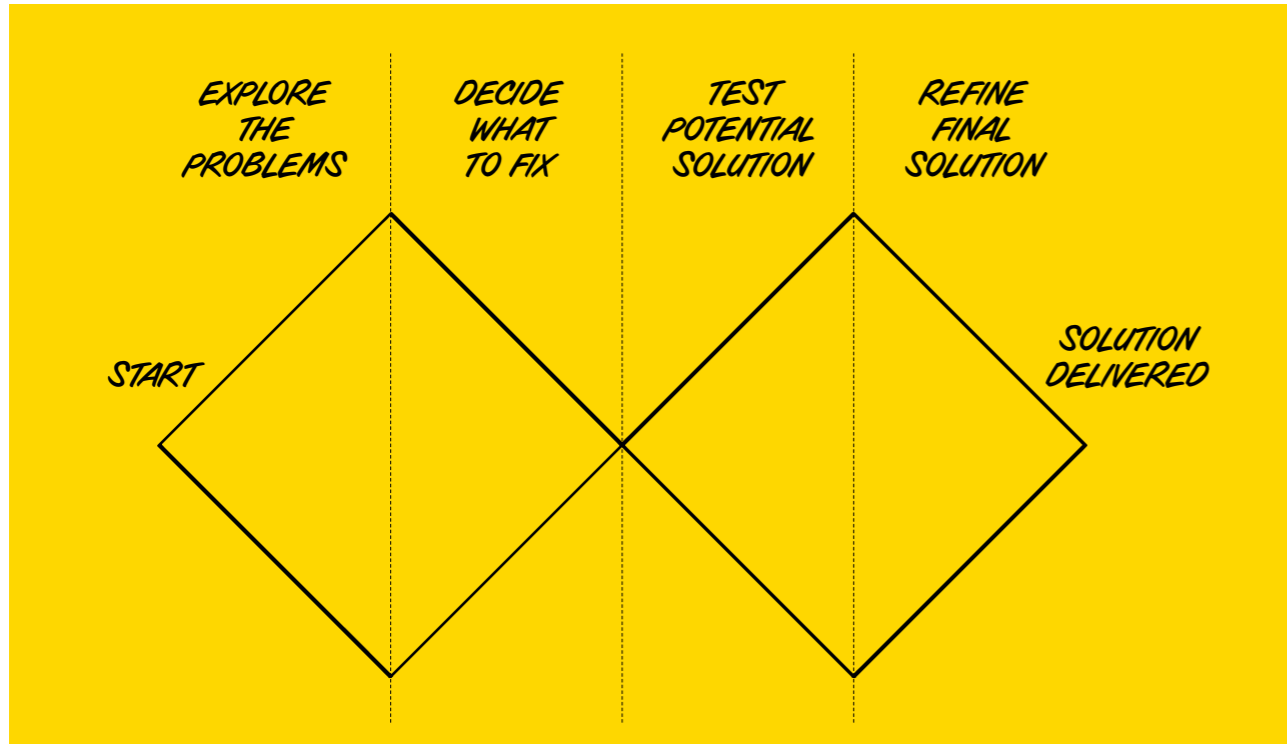 EXPLORE
THE
PROBLEMS
DECIDE
WHAT
TO FIX
TEST
POTENTIAL
SOLUTION
REFINE
FINAL
SOLUTION
START
SOLUTION
DELIVERED